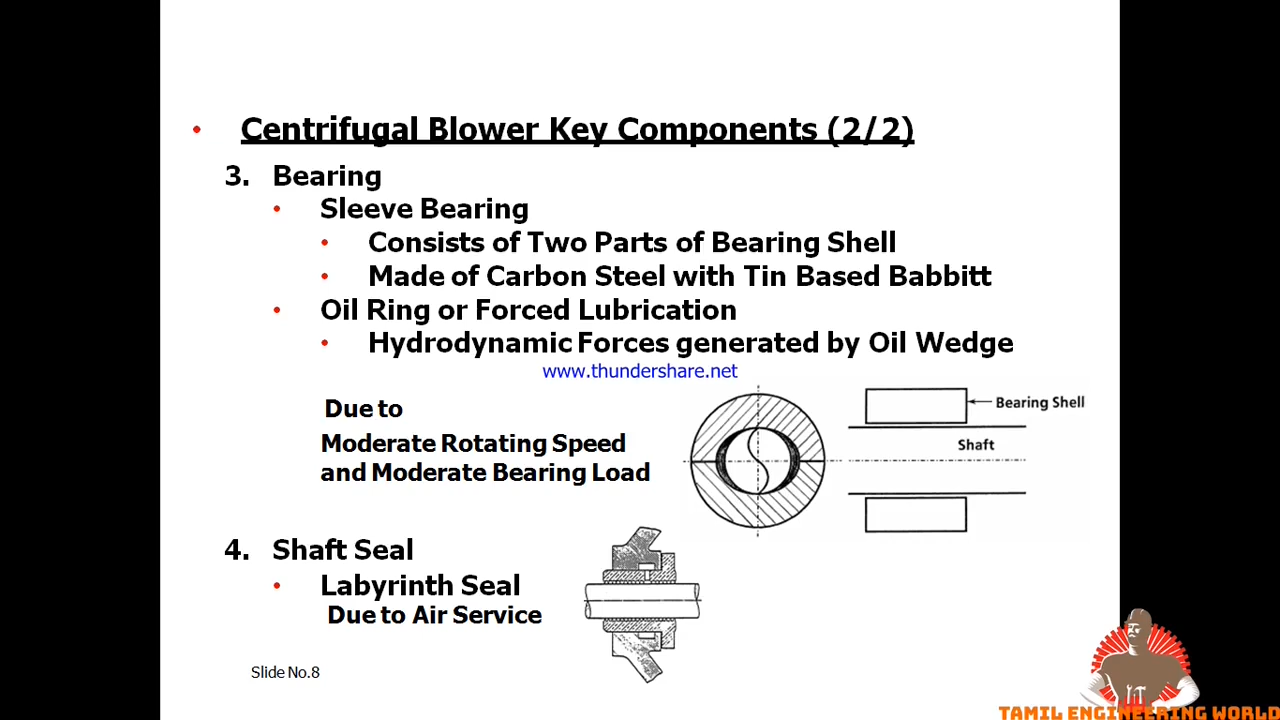 • Centrifugal Blower Key Components (2/2)
3. Bearing
• Sleeve Bearing
• Consists of Two Parts of Bearing Shell
• Made of Carbon Steel with Tin Based Babbitt
• Oil Ring or Forced Lubrication
• Hydrodynamic Forces generated by Oil Wedge
www.thundershare.net
Due to
Moderate Rotating Speed
and Moderate Bearing Load
Bearing Shell
Shaft
4. Shaft Seal
• Labyrinth Seal
Due to Air Service
Slide No.8
TAMIL ENGINEERING WORLD